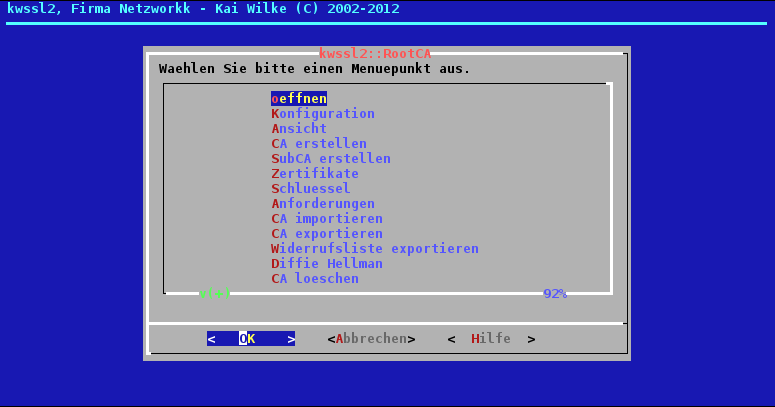 kwssl2, Firma Netzworkk - Kai Wilke (C) 2002-2012
kwssl2::RootCA
Waehlen Sie bitte einen Menuepunkt aus.
oeffnen
Konfiguration
Ansicht
CA erstellen
SubCA erstellen
Zertifikate
Schluessel
Anforderungen
CA importieren
CA exportieren
Widerrufsliste exportieren
Diffie Hellman
CA loeschen
92%
<   OK    > <Abbrechen> <  Hilfe  >